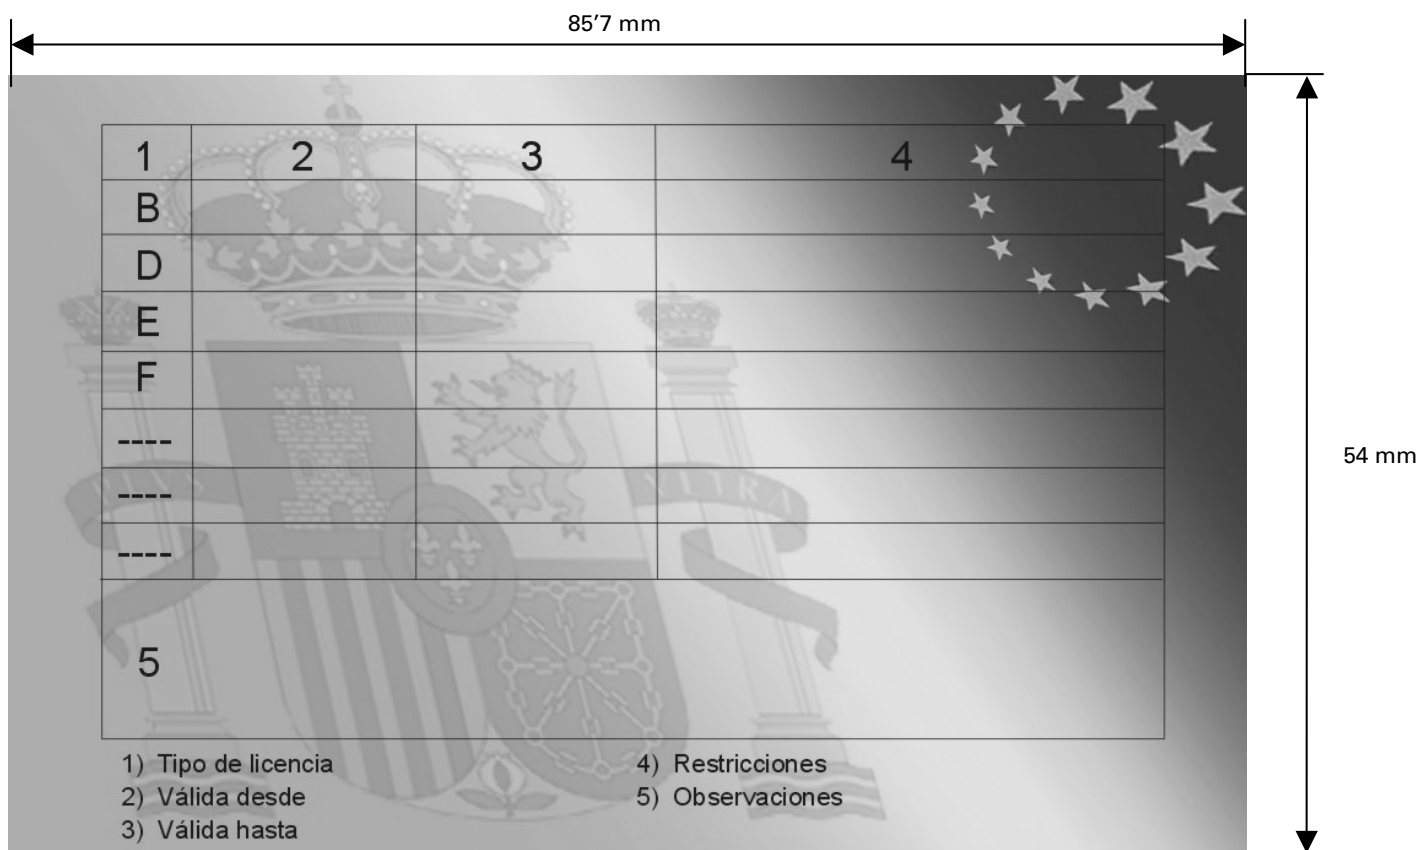 85’7 mm
1 2 3 4
B
D
E
F
----
----
----
5
54 mm
1) Tipo de licencia
2) Válida desde
3) Válida hasta
4) Restricciones
5) Observaciones